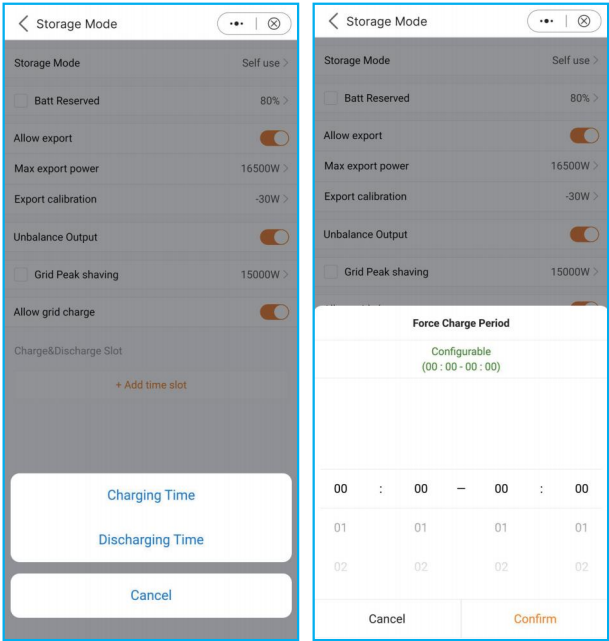 Storage Mode
Storage Mode Self use >
Batt Reserved 80% >
Allow export
Max export power 16500W >
Export calibration -30W >
Unbalance Output
Grid Peak shaving 15000W >
Allow grid charge
Charge&Discharge Slot
+ Add time slot
Charging Time
Discharging Time
Cancel
Storage Mode
Storage Mode Self use >
Batt Reserved 80% >
Allow export
Max export power 16500W >
Export calibration -30W >
Unbalance Output
Grid Peak shaving 15000W >
Force Charge Period
Configurable
(00 : 00 - 00 : 00)
00 : 00 — 00 : 00
01 01 01 01
02 02 02 02
Cancel Confirm